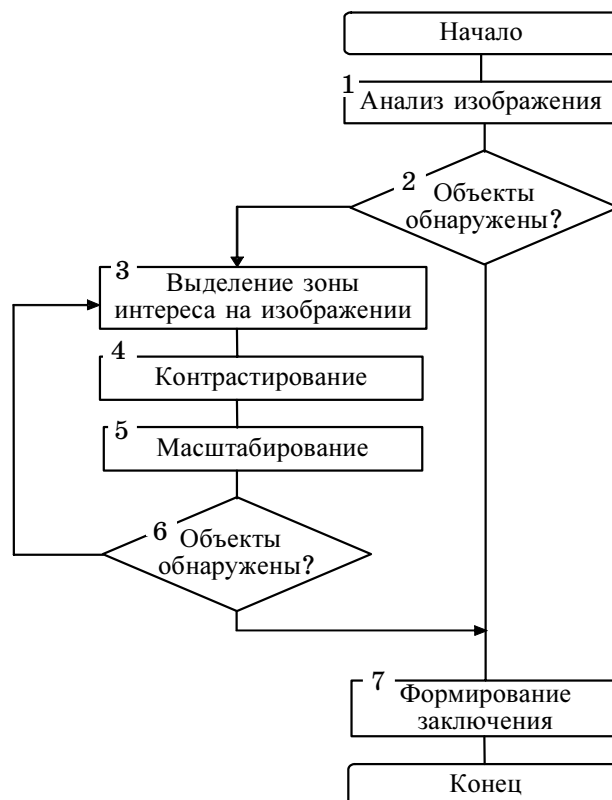 Начало
1
Анализ изображения
2
Объекты
обнаружены?
3
Выделение зоны
интереса на изображении
4
Контрастирование
5
Масштабирование
6
Объекты
обнаружены?
7
Формирование
заключения
Конец